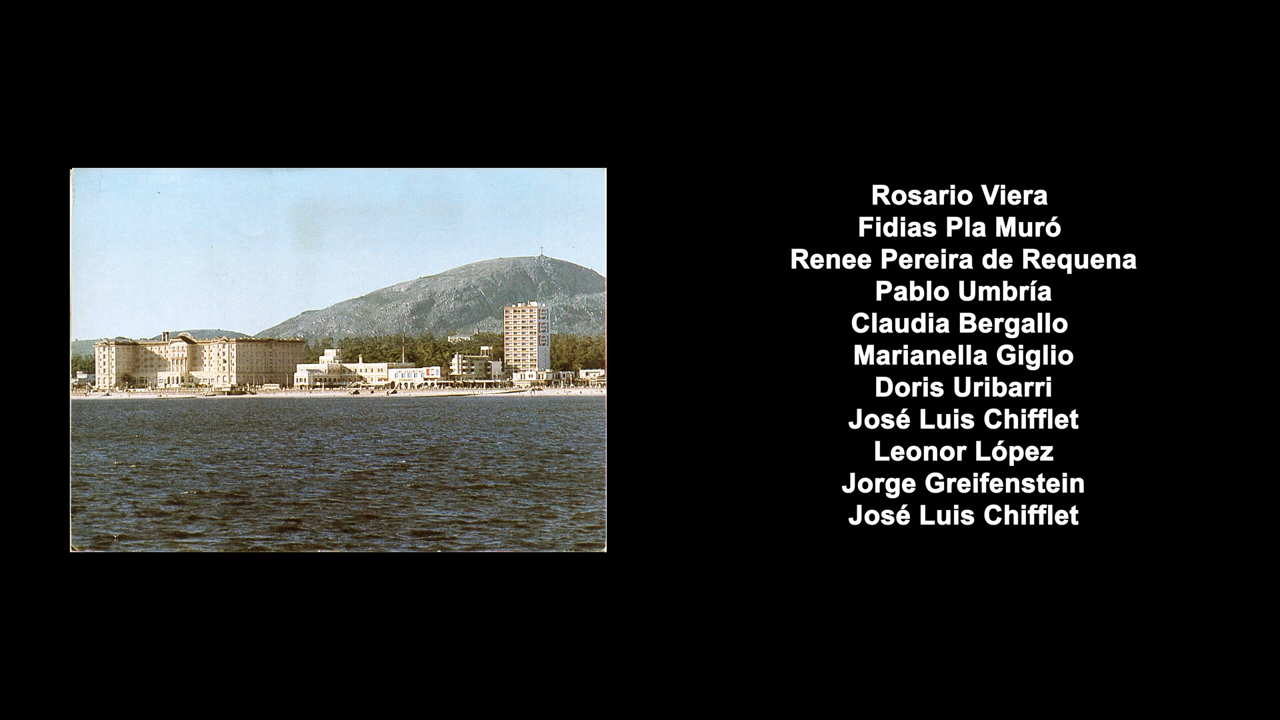 Rosario Viera
Fidias Pla Muró
Renee Pereira de Requena
Pablo Umbría
Claudia Bergallo
Marianella Giglio
Doris Uribarri
José Luis Chifflet
Leonor López
Jorge Greifenstein
José Luis Chifflet